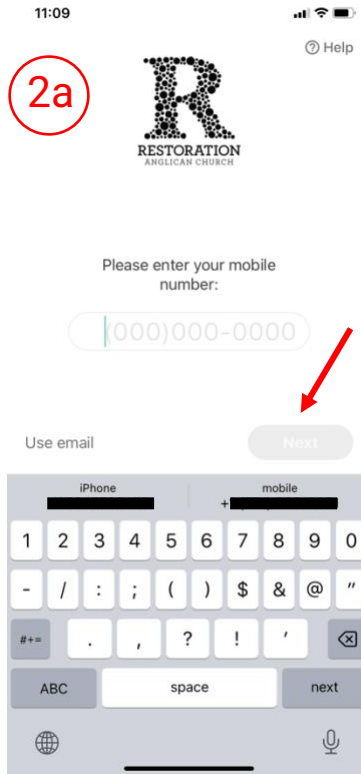 11:09
Help
2a
R
RESTORATION
ANGLICAN CHURCH
Please enter your mobile
number:
(000)000-0000
Use email
Next
iPhone
mobile
+
1 2 3 4 5 6 7 8 9 0
- / : ; ( ) $ & @ "
#+= . , ? ! '
ABC space next